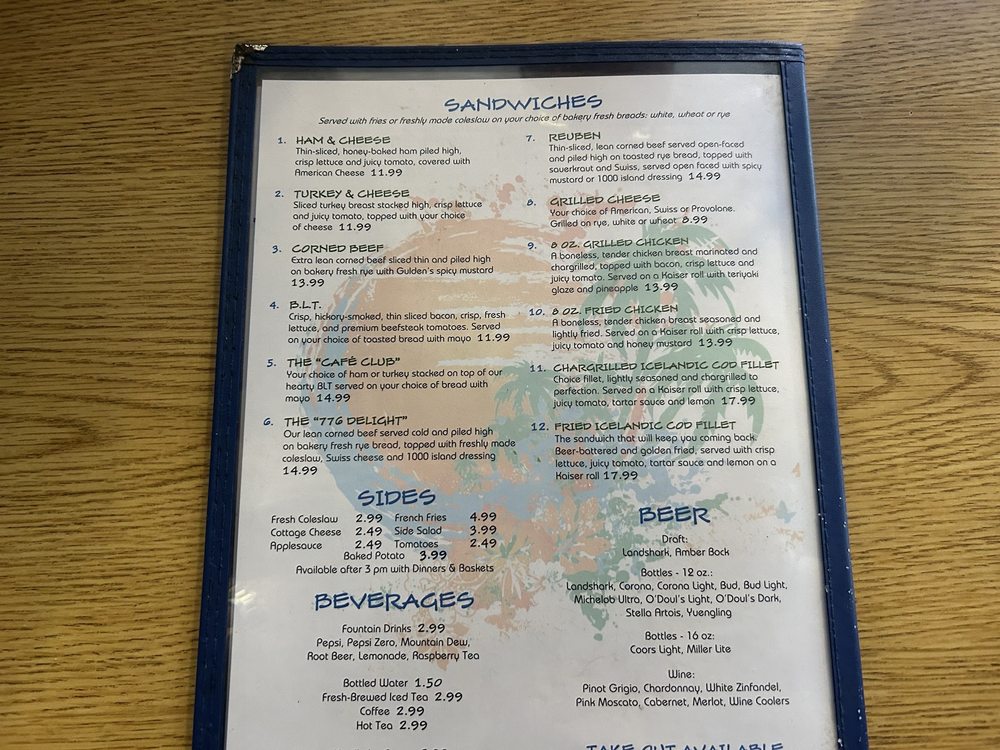 SANDWICHES
Served with fries or freshly made coleslaw on your choice of bakery fresh breads: white, wheat or rye
1. HAM & CHEESE
Thin-sliced, honey-baked ham piled high,
crisp lettuce and juicy tomato, covered with
American Cheese 11.99
2. TURKEY & CHEESE
Sliced turkey breast stacked high, crisp lettuce
and juicy tomato, topped with your choice
of cheese 11.99
3. CORNED BEEF
Extra lean corned beef sliced thin and piled high
on bakery fresh rye with Gulden's spicy mustard
13.99
4. B.L.T.
Crisp, hickory-smoked, thin sliced bacon, crisp, fresh
lettuce, and premium beefsteak tomatoes. Served
on your choice of toasted bread with mayo 11.99
5. THE "CAFÉ CLUB"
Your choice of ham or turkey stacked on top of our
hearty BLT served on your choice of bread with
mayo 14.99
6. THE "776 DELIGHT"
Our lean corned beef served cold and piled high
on bakery fresh rye bread, topped with freshly made
coleslaw, Swiss cheese and 1000 island dressing
14.99
7. REUBEN
Thin-sliced, lean corned beef served open-faced
and piled high on toasted rye bread, topped with
sauerkraut and Swiss, served open faced with spicy
mustard or 1000 island dressing 14.99
8. GRILLED CHEESE
Your choice of American, Swiss or Provolone.
Grilled on rye, white or wheat 8.99
9. 8 OZ. GRILLED CHICKEN
A boneless, tender chicken breast marinated and
chargrilled, topped with bacon, crisp lettuce and
juicy tomato. Served on a Kaiser roll with teriyaki
glaze and pineapple 13.99
10. 8 OZ. FRIED CHICKEN
A boneless, tender chicken breast seasoned and
lightly fried. Served on a Kaiser roll with crisp lettuce,
juicy tomato and honey mustard 13.99
11. CHARGRILLED ICELANDIC COD FILLET
Choice fillet, lightly seasoned and chargrilled to
perfection. Served on a Kaiser roll with crisp lettuce,
juicy tomato, tartar sauce and lemon 17.99
12. FRIED ICELANDIC COD FILLET
The sandwich that will keep you coming back.
Beer-battered and golden fried, served with crisp
lettuce, juicy tomato, tartar sauce and lemon on a
Kaiser roll 17.99
SIDES
Fresh Coleslaw 2.99 French Fries 4.99
Cottage Cheese 2.49 Side Salad 3.99
Applesauce 2.49 Tomatoes 2.49
Baked Potato 3.99
Available after 3 pm with Dinners & Baskets
BEVERAGES
Fountain Drinks 2.99
Pepsi, Pepsi Zero, Mountain Dew,
Root Beer, Lemonade, Raspberry Tea
Bottled Water 1.50
Fresh-Brewed Iced Tea 2.99
Coffee 2.99
Hot Tea 2.99
BEER
Draft:
Landshark, Amber Bock
Bottles - 12 oz.:
Landshark, Corona, Corona Light, Bud, Bud Light,
Michelob Ultra, O'Doul's Light, O'Doul's Dark,
Stella Artois, Yuengling
Bottles - 16 oz:
Coors Light, Miller Lite
Wine:
Pinot Grigio, Chardonnay, White Zinfandel,
Pink Moscato, Cabernet, Merlot, Wine Coolers
TAKE OUT AVAILABLE